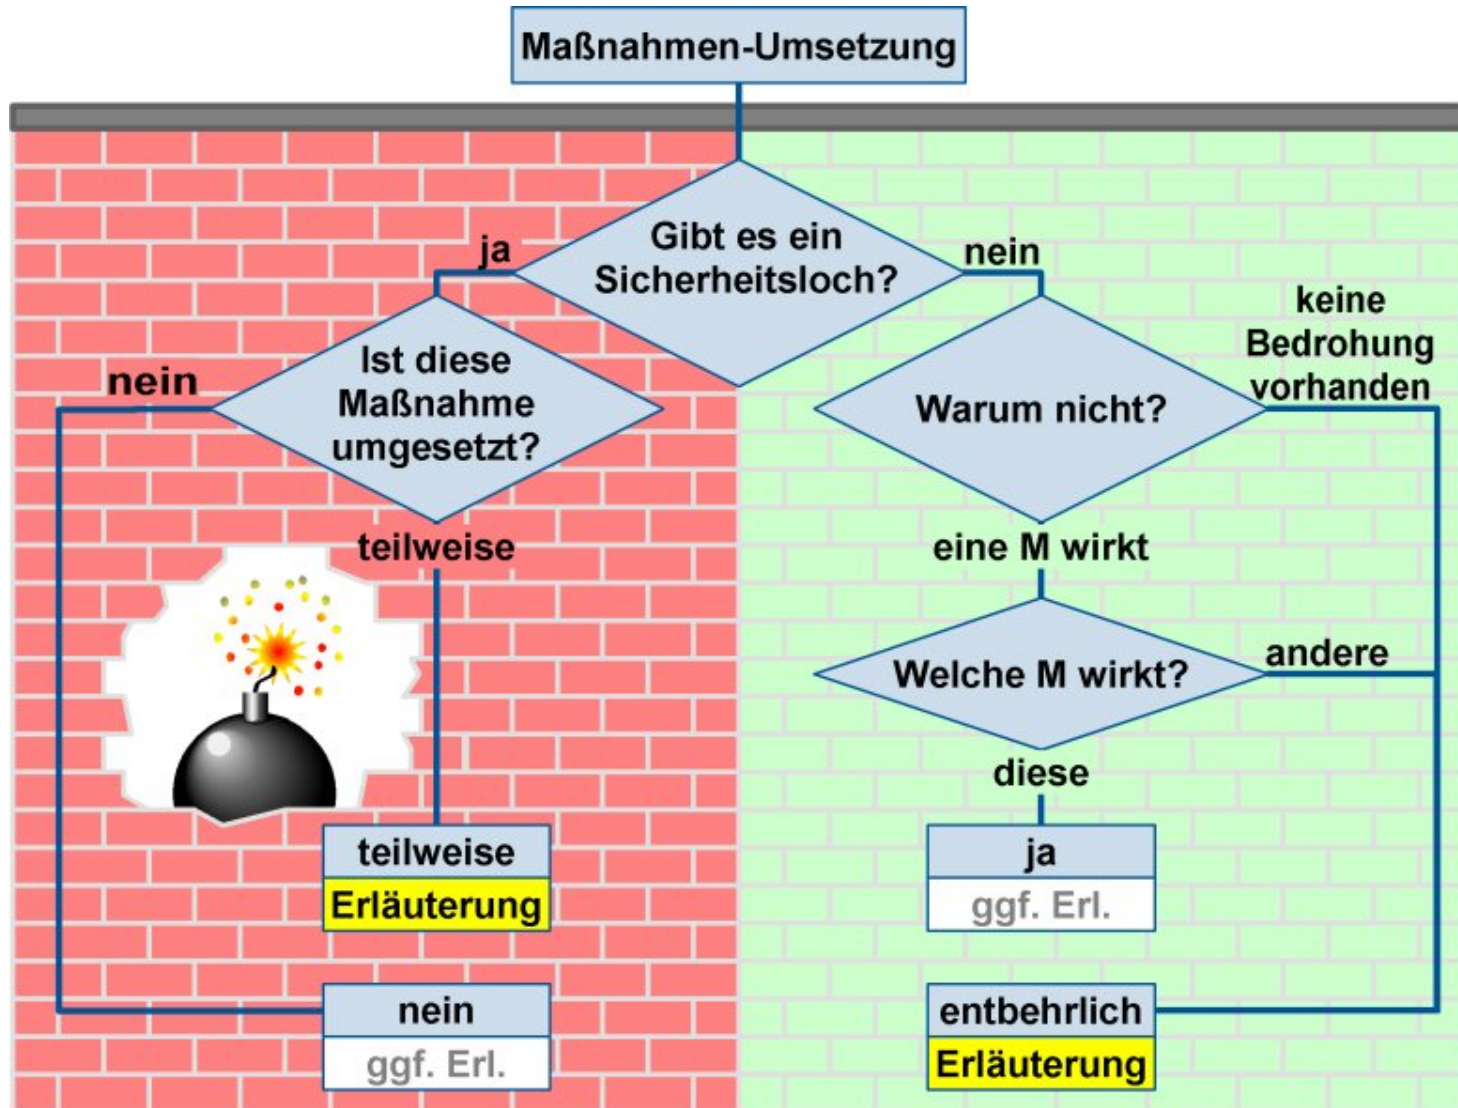 Maßnahmen-Umsetzung
Gibt es ein
Sicherheitsloch?
ja
nein
Ist diese
Maßnahme
umgesetzt?
nein
teilweise
teilweise
Erläuterung
nein
ggf. Erl.
Warum nicht?
keine
Bedrohung
vorhanden
eine M wirkt
Welche M wirkt?
andere
diese
ja
ggf. Erl.
entbehrlich
Erläuterung